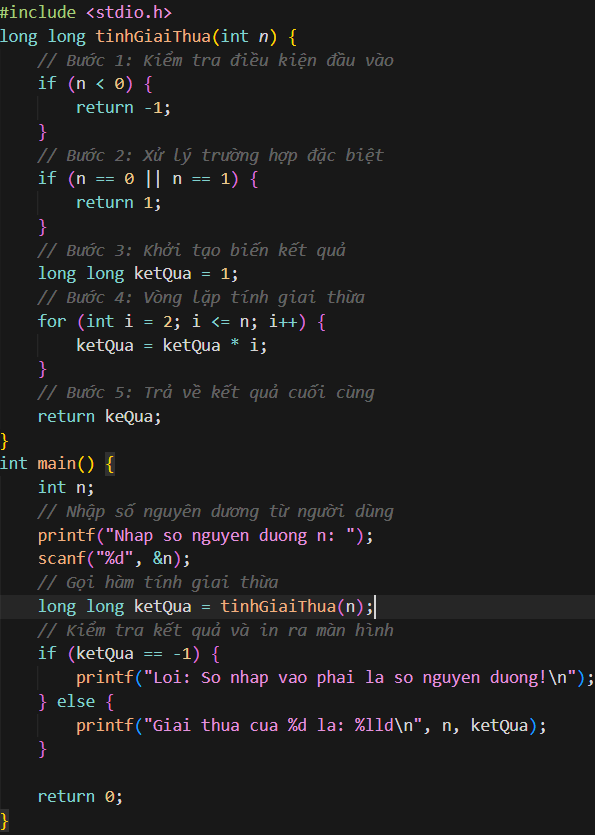 #include <stdio.h>
long long tinhGiaiThua(int n) {
// Bước 1: Kiểm tra điều kiện đầu vào
if (n < 0) {
return -1;
}
// Bước 2: Xử lý trường hợp đặc biệt
if (n == 0 || n == 1) {
return 1;
}
// Bước 3: Khởi tạo biến kết quả
long long ketQua = 1;
// Bước 4: Vòng lặp tính giai thừa
for (int i = 2; i <= n; i++) {
ketQua = ketQua * i;
}
// Bước 5: Trả về kết quả cuối cùng
return keQua;
}
int main() {
int n;
// Nhập số nguyên dương từ người dùng
printf("Nhap so nguyen duong n: ");
scanf("%d", &n);
// Gọi hàm tính giai thừa
long long ketQua = tinhGiaiThua(n);
// Kiểm tra kết quả và in ra màn hình
if (ketQua == -1) {
printf("Loi: So nhap vao phai la so nguyen duong!\n");
} else {
printf("Giai thua cua %d la: %lld\n", n, ketQua);
}
return 0;
}